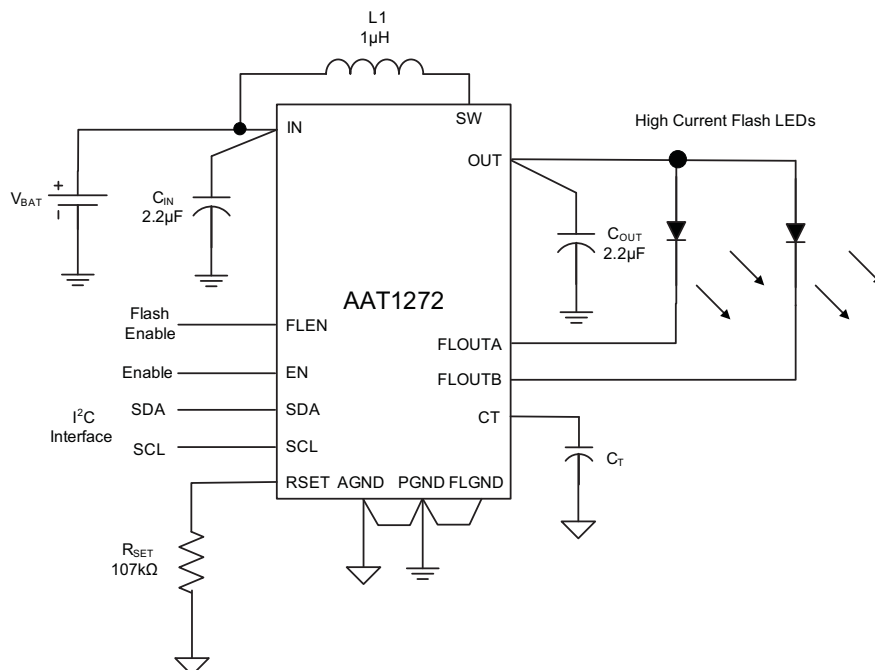 L1
1µH
IN
SW
High Current Flash LEDs
OUT
+
V_BAT
C_IN
2.2µF
C_OUT
2.2µF
AAT1272
Flash
Enable
FLEN
FLOUTA
Enable
EN
FLOUTB
I²C
Interface
SDA
SDA
CT
SCL
SCL
C_T
RSET
AGND
PGND
FLGND
R_SET
107kΩ